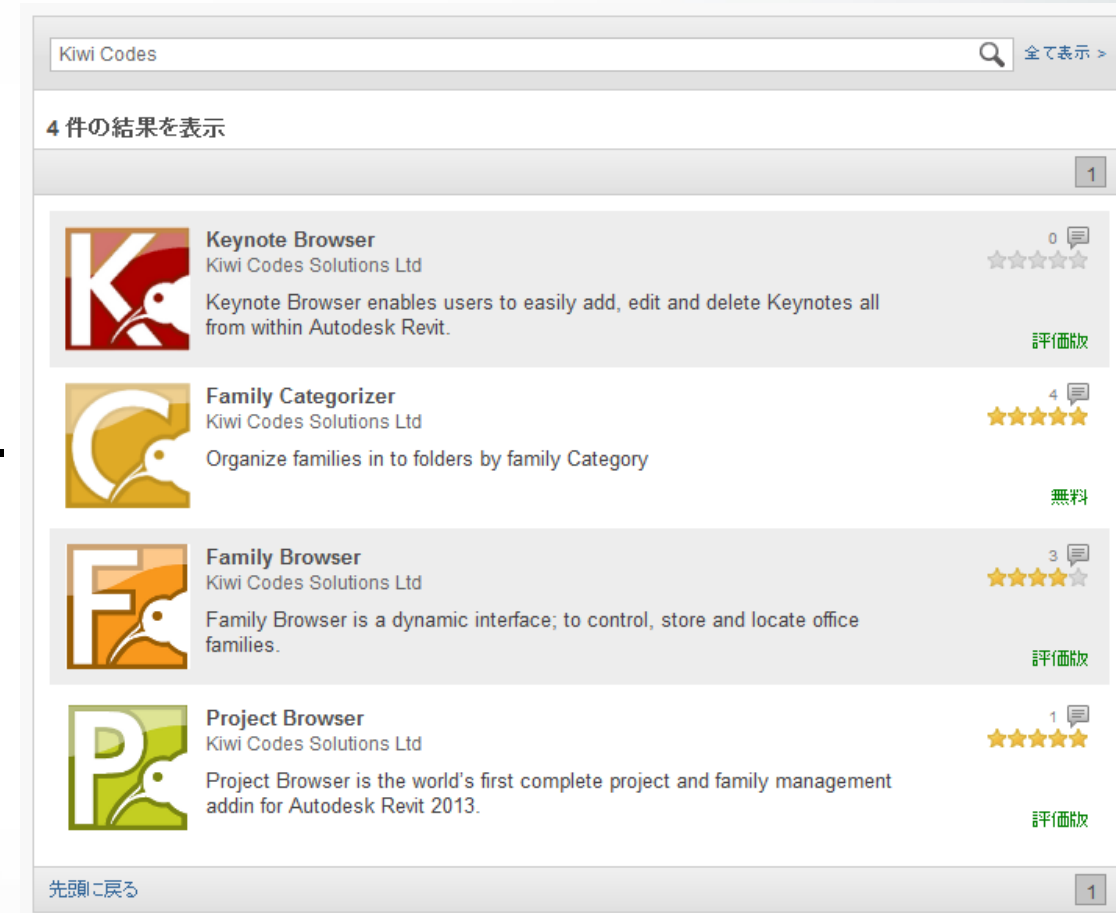 Kiwi Codes
全て表示 >
4 件の結果を表示
1
Keynote Browser
0
Kiwi Codes Solutions Ltd
Keynote Browser enables users to easily add, edit and delete Keynotes all
from within Autodesk Revit.
評価版
Family Categorizer
4
Kiwi Codes Solutions Ltd
Organize families in to folders by family Category
無料
Family Browser
3
Kiwi Codes Solutions Ltd
Family Browser is a dynamic interface; to control, store and locate office
families.
評価版
Project Browser
1
Kiwi Codes Solutions Ltd
Project Browser is the world's first complete project and family management
addin for Autodesk Revit 2013.
評価版
先頭に戻る
1